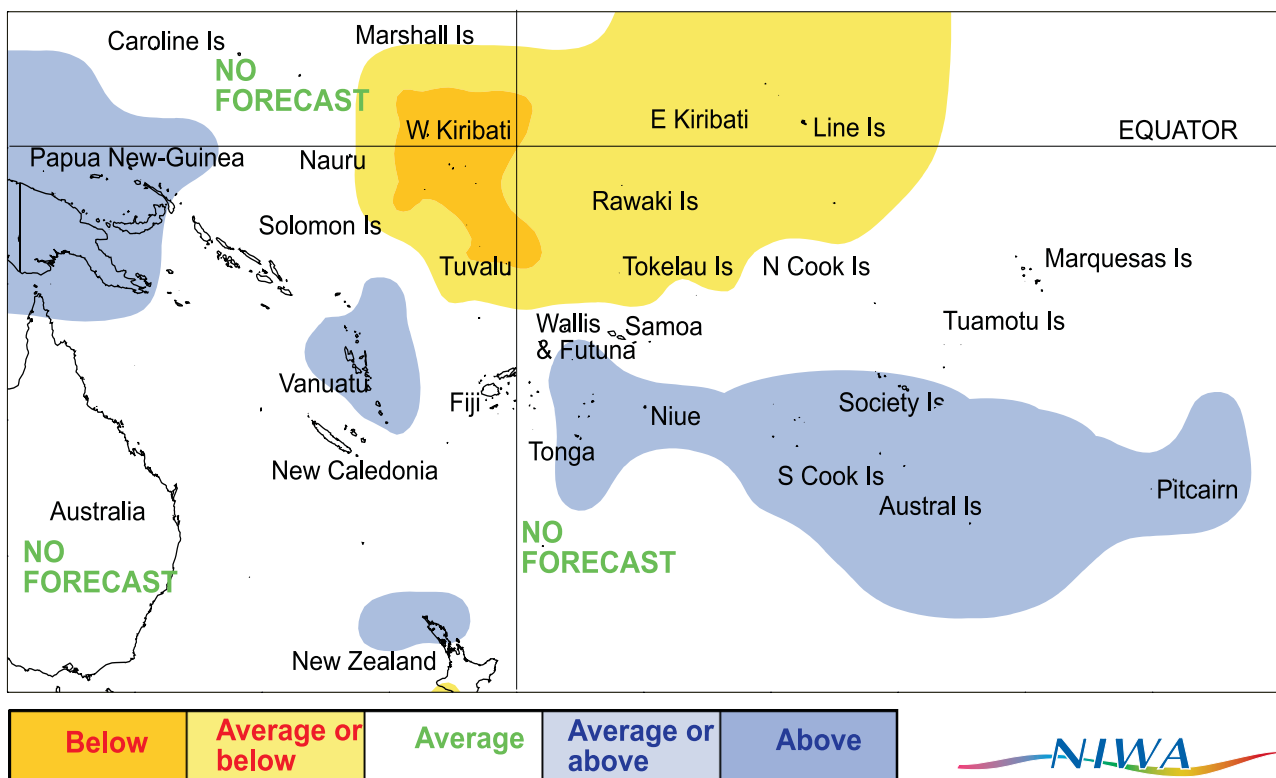 Caroline Is
Marshall Is
NO
FORECAST
W Kiribati
E Kiribati
Line Is
EQUATOR
Papua New-Guinea
Nauru
Rawaki Is
Solomon Is
Tuvalu
Tokelau Is
N Cook Is
Marquesas Is
Wallis
& Futuna
Samoa
Tuamotu Is
Vanuatu
Fiji
Niue
Society Is
Tonga
New Caledonia
S Cook Is
Austral Is
Pitcairn
Australia
NO
FORECAST
NO
FORECAST
New Zealand
Below
Average or
below
Average
Average or
above
Above
NIWA